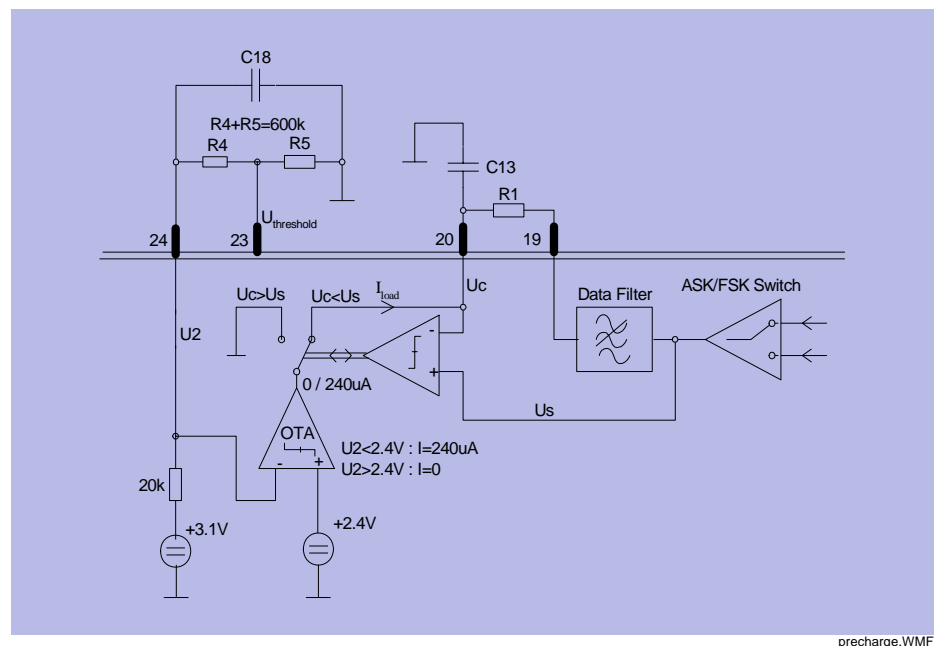 C18
R4+R5=600k
R4
R5
C13
R1
U threshold
24
23
20
19
Uc>Us
Uc<Us
I load
Uc
Data Filter
ASK/FSK Switch
U2
-
+
0 / 240uA
Us
OTA
U2<2.4V : I=240uA
- +
U2>2.4V : I=0
20k
+3.1V
+2.4V
precharge.WMF